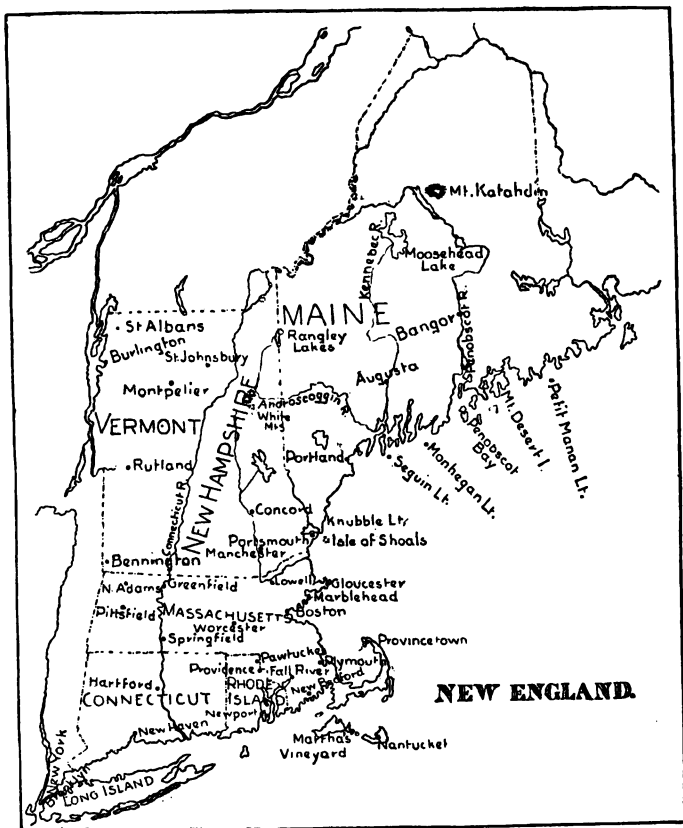 Mt. Katahdin
Kennebec R.
Moosehead
Lake
MAINE
St Albans
Burlington
St. Johnsbury
Rangley
Lakes
Bangor
Penobscot R.
Montpelier
Augusta
Androscoggin R.
White
Mts
VERMONT
NEW HAMPSHIRE
Mt. Desert I.
Petit Manan Lt.
Penobscot
Bay
Rutland
Portland
Seguin Lt.
Monhegan Lt.
Connecticut R.
Concord
Knubble Lt.
Portsmouth
Isle of Shoals
Manchester
Bennington
N. Adams
Greenfield
Lowell
Gloucester
Marblehead
Pittsfield
MASSACHUSETTS
Boston
Worcester
Springfield
Provincetown
Pawtucket
Plymouth
Providence
Fall River
Hartford
RHODE
ISLAND
New Bedford
CONNECTICUT
NEW ENGLAND.
Newport
New Haven
Marthas
Vineyard
Nantucket
New York
Brooklyn
LONG ISLAND